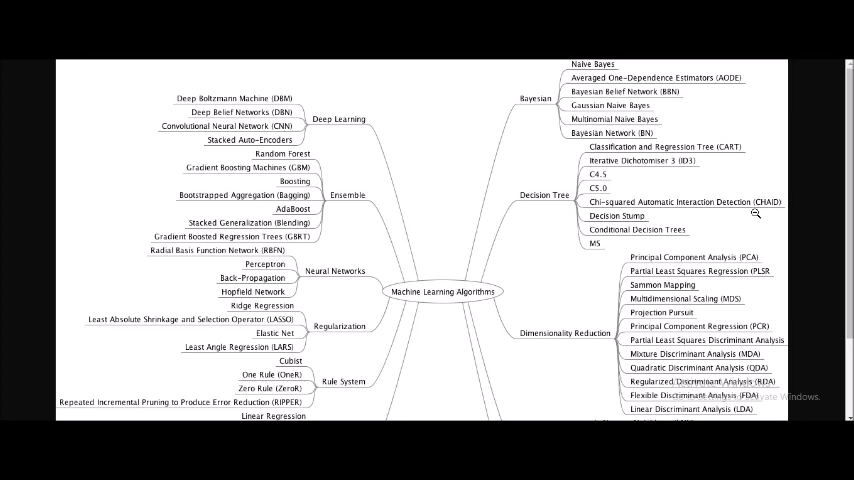 Deep Boltzmann Machine (DBM)
Deep Belief Networks (DBN)
Convolutional Neural Network (CNN)
Stacked Auto-Encoders
Deep Learning
Random Forest
Gradient Boosting Machines (GBM)
Boosting
Bootstrapped Aggregation (Bagging)
AdaBoost
Stacked Generalization (Blending)
Gradient Boosted Regression Trees (GBRT)
Ensemble
Radial Basis Function Network (RBFN)
Perceptron
Back-Propagation
Hopfield Network
Neural Networks
Ridge Regression
Least Absolute Shrinkage and Selection Operator (LASSO)
Elastic Net
Least Angle Regression (LARS)
Regularization
Cubist
One Rule (OneR)
Zero Rule (ZeroR)
Repeated Incremental Pruning to Produce Error Reduction (RIPPER)
Rule System
Linear Regression
Machine Learning Algorithms
Bayesian
Naive Bayes
Averaged One-Dependence Estimators (AODE)
Bayesian Belief Network (BBN)
Gaussian Naive Bayes
Multinomial Naive Bayes
Bayesian Network (BN)
Decision Tree
Classification and Regression Tree (CART)
Iterative Dichotomiser 3 (ID3)
C4.5
C5.0
Chi-squared Automatic Interaction Detection (CHAID)
Decision Stump
Conditional Decision Trees
M5
Dimensionality Reduction
Principal Component Analysis (PCA)
Partial Least Squares Regression (PLSR
Sammon Mapping
Multidimensional Scaling (MDS)
Projection Pursuit
Principal Component Regression (PCR)
Partial Least Squares Discriminant Analysis
Mixture Discriminant Analysis (MDA)
Quadratic Discriminant Analysis (QDA)
Regularized Discriminant Analysis (RDA)
Flexible Discriminant Analysis (FDA)
Linear Discriminant Analysis (LDA)